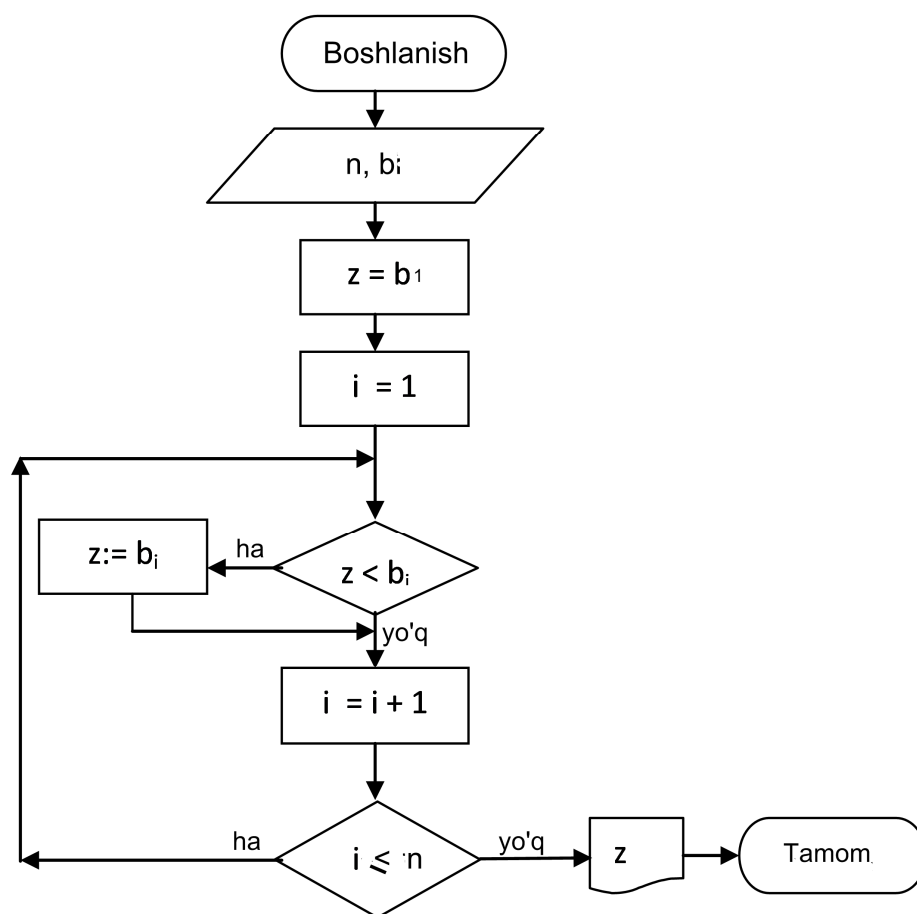 Boshlanish
n, bi
z = b1
i = 1
ha
z:= bi
z < bi
yo'q
i = i + 1
ha
i ≤ n
yo'q
z
Tamom